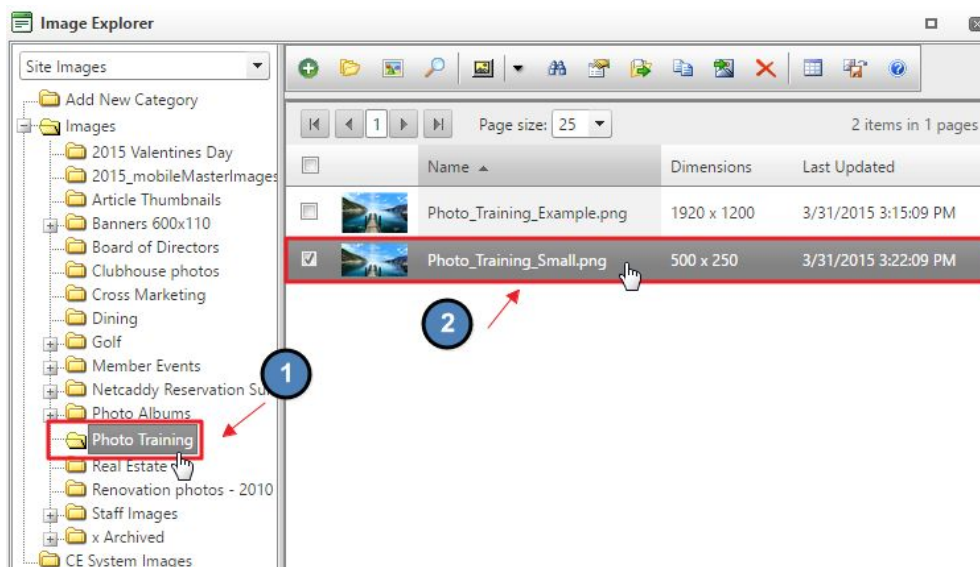 Image Explorer
Site Images
Add New Category
Images
2015 Valentines Day
2015_mobileMasterImages
Article Thumbnails
Banners 600x110
Board of Directors
Clubhouse photos
Cross Marketing
Dining
Golf
Member Events
Netcaddy Reservation
Photo Albums
Photo Training
Real Estate
Renovation photos - 2010
Staff Images
x Archived
CE System Images
1
Page size: 25
2 items in 1 pages
Name
Dimensions
Last Updated
Photo_Training_Example.png
1920 x 1200
3/31/2015 3:15:09 PM
Photo_Training_Small.png
500 x 250
3/31/2015 3:22:09 PM
1
2